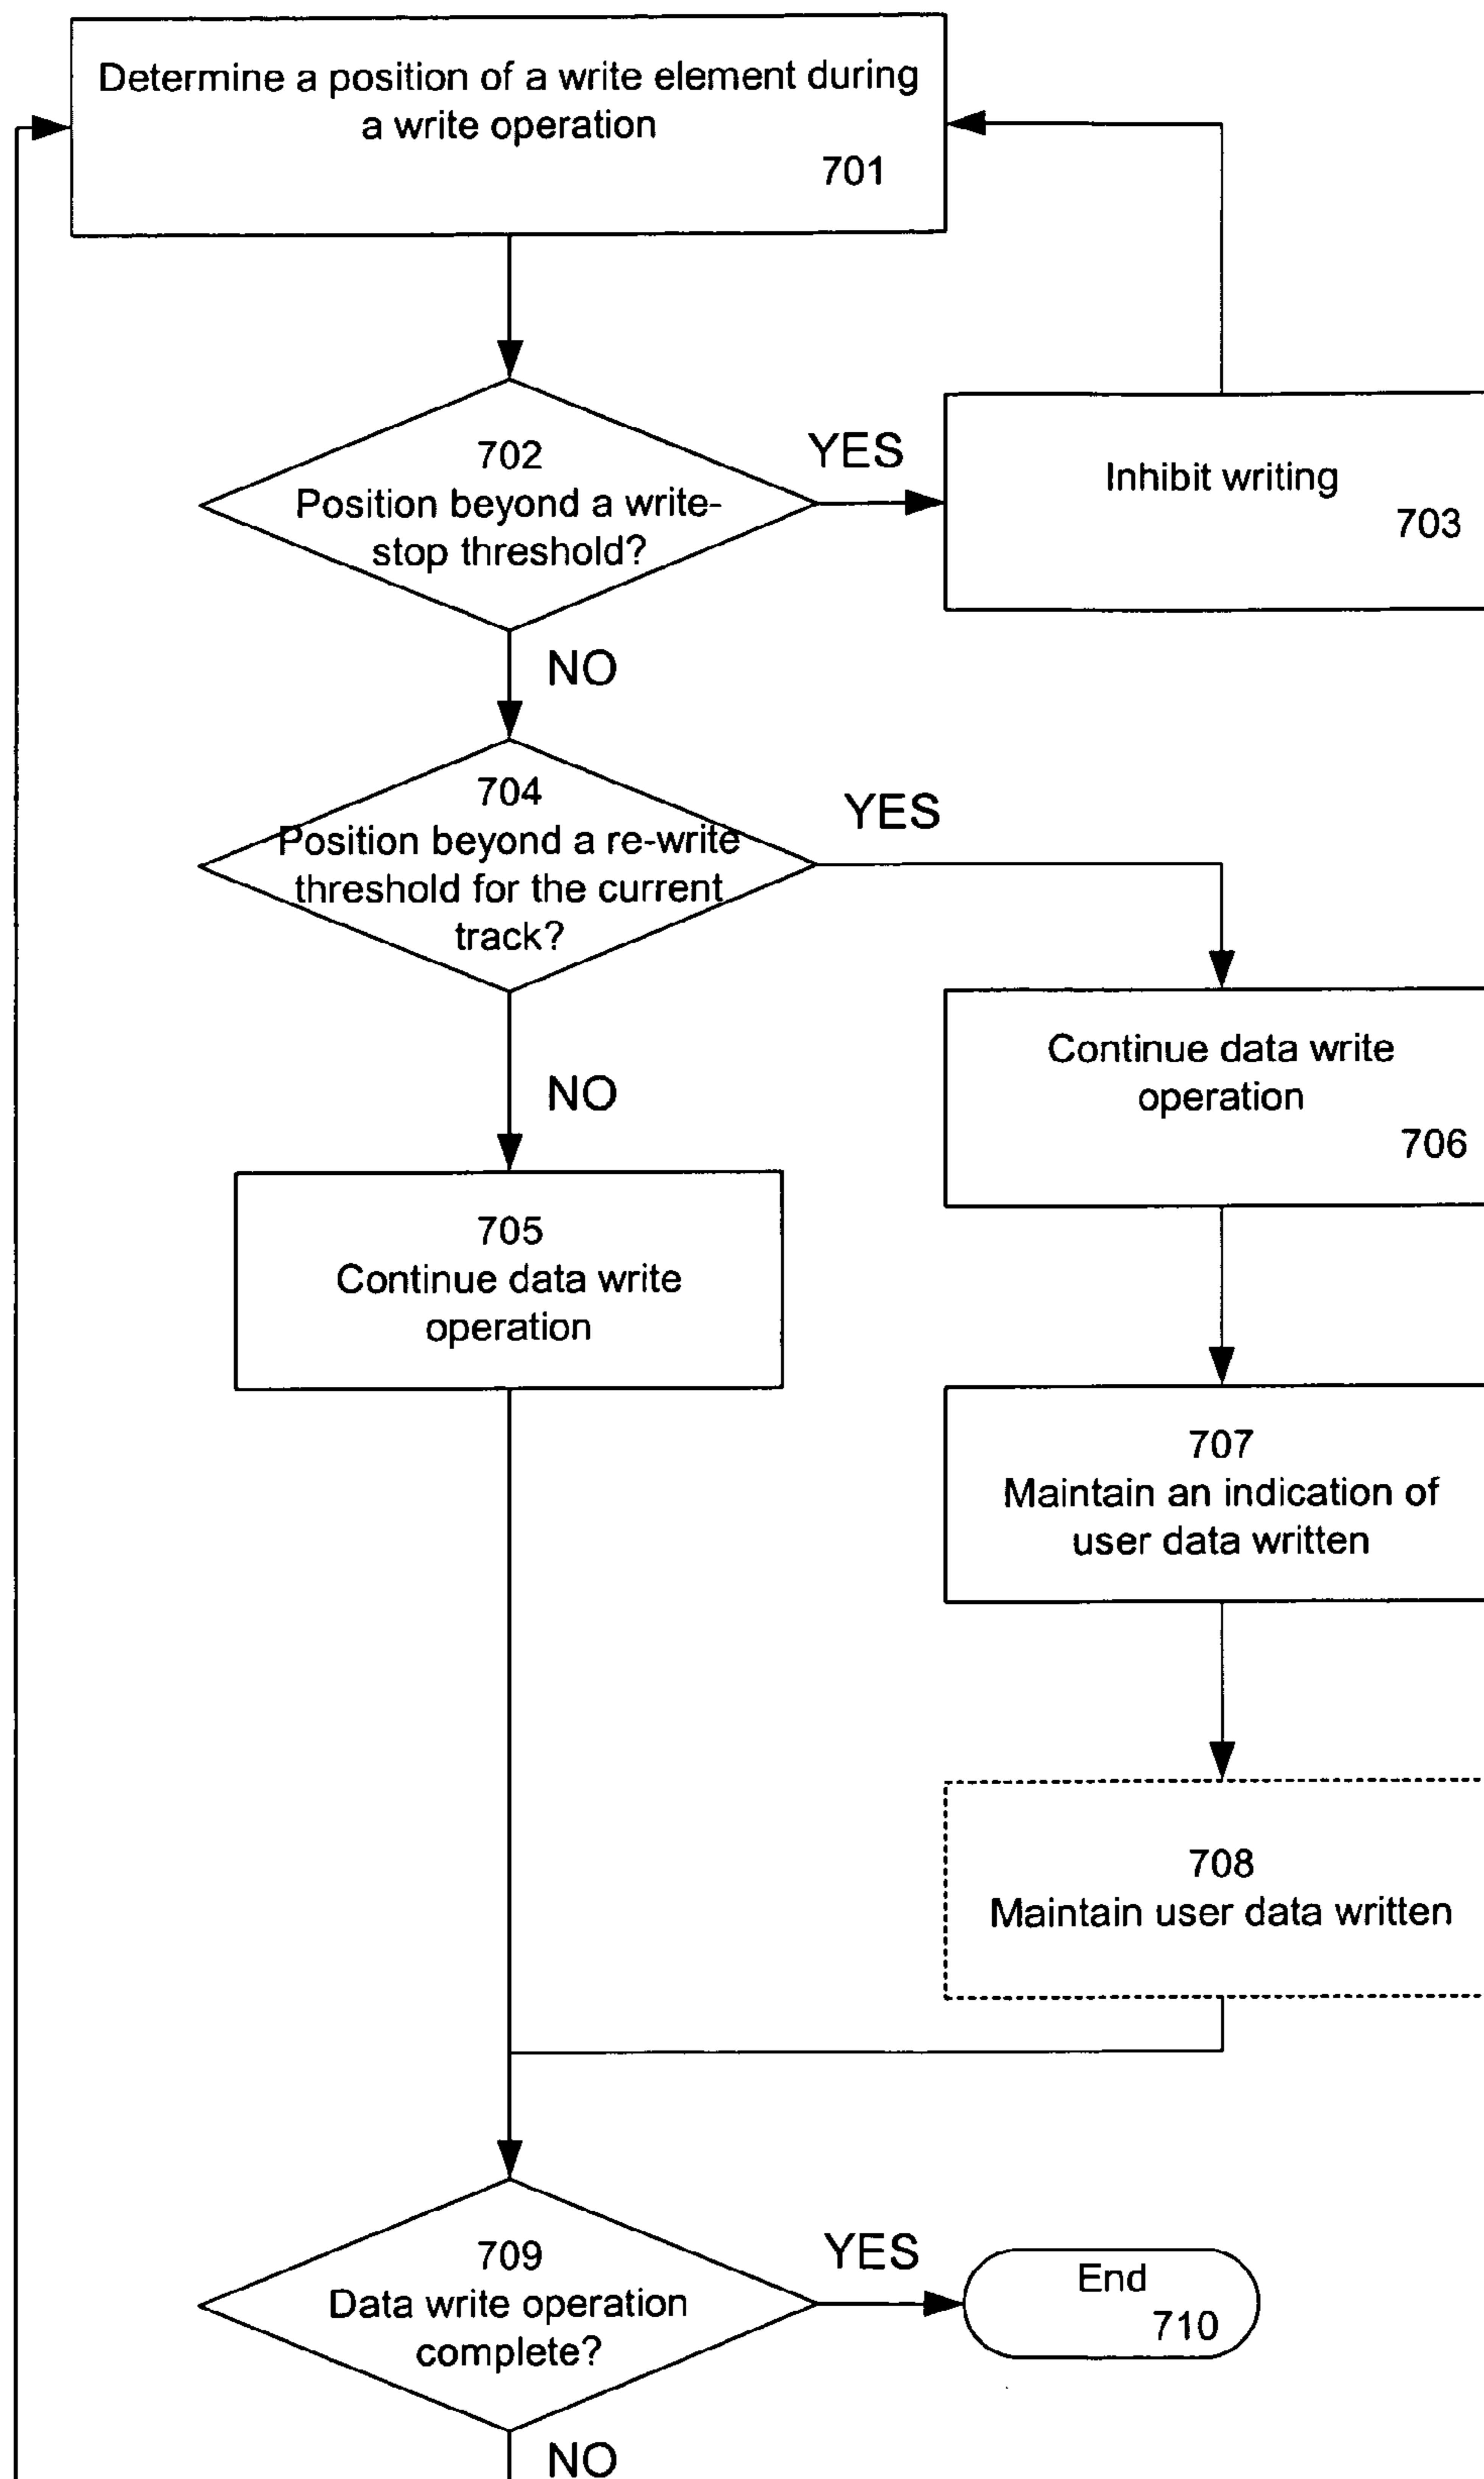 Determine a position of a write element during
a write operation
701
702
Position beyond a write-
stop threshold?
YES
Inhibit writing
703
NO
704
Position beyond a re-write
threshold for the current
track?
YES
Continue data write
operation
706
NO
705
Continue data write
operation
707
Maintain an indication of
user data written
708
Maintain user data written
709
Data write operation
complete?
YES
End
710
NO